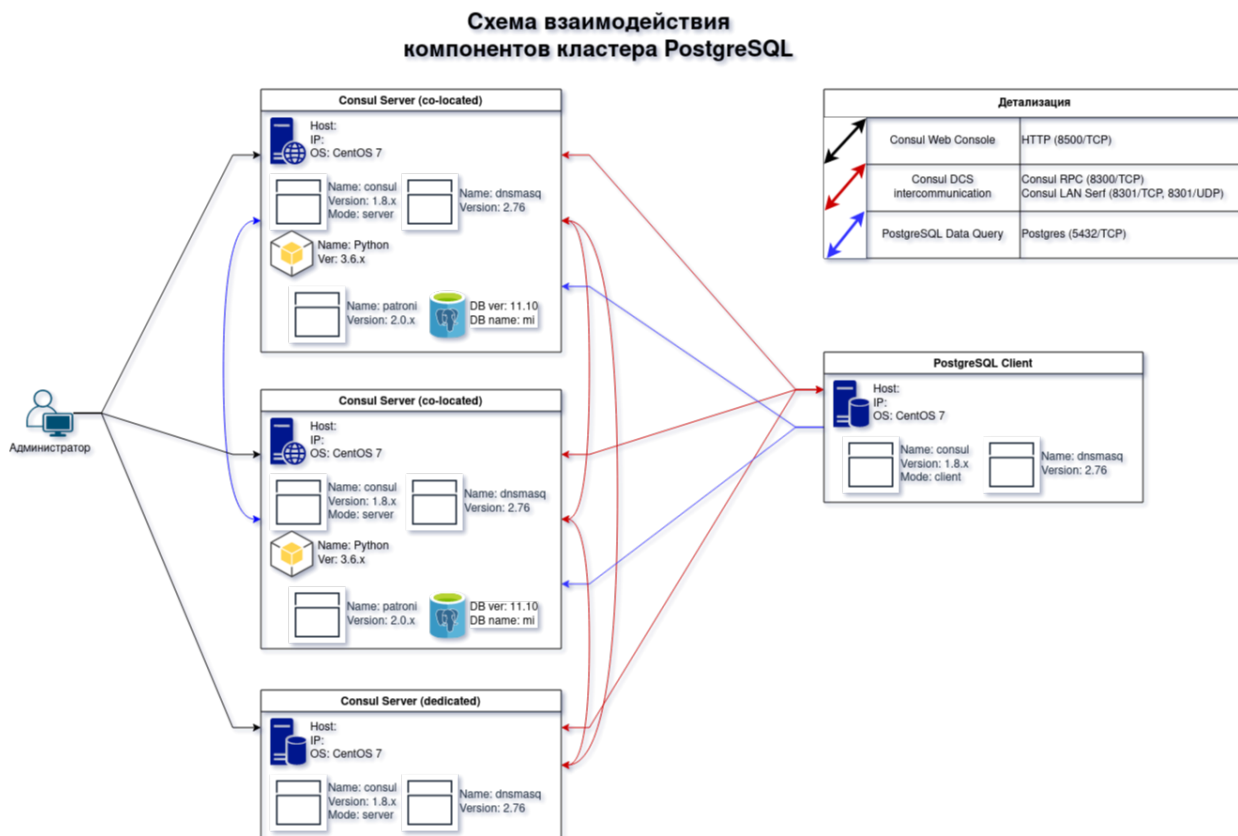 Схема взаимодействия
компонентов кластера PostgreSQL
Consul Server (co-located)
Host:
IP:
OS: CentOS 7
Name: consul
Version: 1.8.x
Mode: server
Name: dnsmasq
Version: 2.76
Name: Python
Ver: 3.6.x
Name: patroni
Version: 2.0.x
DB ver: 11.10
DB name: mi
Consul Server (co-located)
Host:
IP:
OS: CentOS 7
Name: consul
Version: 1.8.x
Mode: server
Name: dnsmasq
Version: 2.76
Name: Python
Ver: 3.6.x
Name: patroni
Version: 2.0.x
DB ver: 11.10
DB name: mi
Consul Server (dedicated)
Host:
IP:
OS: CentOS 7
Name: consul
Version: 1.8.x
Mode: server
Name: dnsmasq
Version: 2.76
Администратор
Детализация
Consul Web Console
HTTP (8500/TCP)
Consul DCS
intercommunication
Consul RPC (8300/TCP)
Consul LAN Serf (8301/TCP, 8301/UDP)
PostgreSQL Data Query
Postgres (5432/TCP)
PostgreSQL Client
Host:
IP:
OS: CentOS 7
Name: consul
Version: 1.8.x
Mode: client
Name: dnsmasq
Version: 2.76